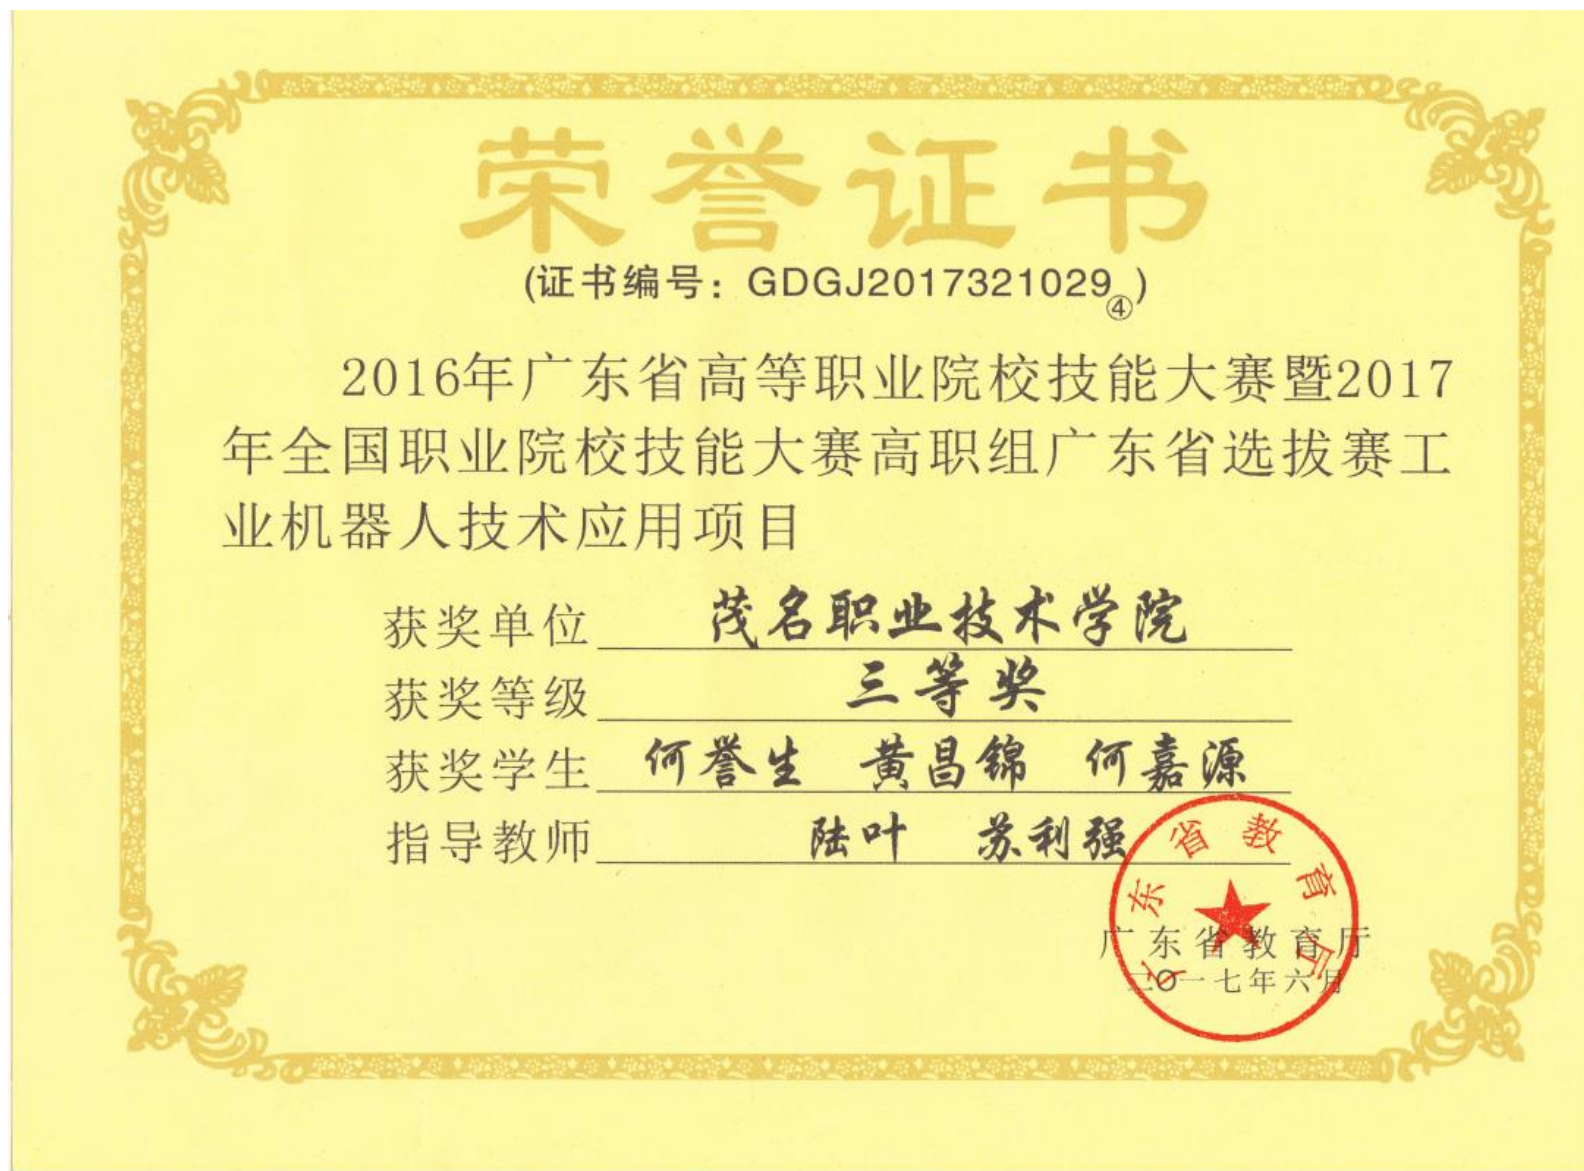 荣誉证书
(证书编号：GDGJ2017321029④)
2016年广东省高等职业院校技能大赛暨2017
年全国职业院校技能大赛高职组广东省选拔赛工
业机器人技术应用项目
获奖单位 茂名职业技术学院
获奖等级 三等奖
获奖学生 何誉生 黄昌锦 何嘉源
指导教师 陆叶 苏利强
广东省教育厅
广东省教育厅
二〇一七年六月